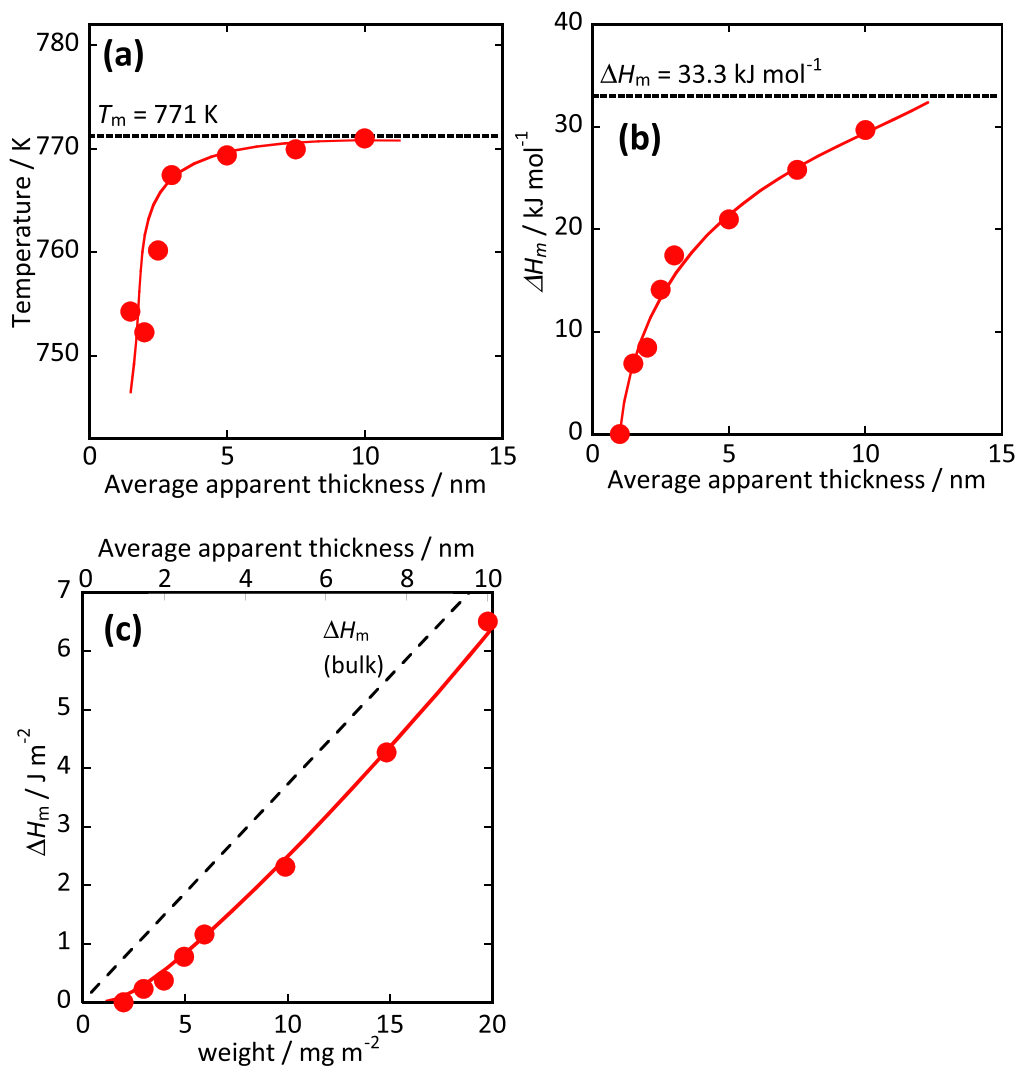 (a)
Tm = 771 K
780
770
760
750
Temperature / K
0 5 10 15
Average apparent thickness / nm
(b)
ΔHm = 33.3 kJ mol-1
40
30
20
10
0
ΔHm / kJ mol-1
0 5 10 15
Average apparent thickness / nm
Average apparent thickness / nm
0 2 4 6 8 10
(c)
ΔHm
(bulk)
7
6
5
4
3
2
1
0
ΔHm / J m-2
0 5 10 15 20
weight / mg m-2